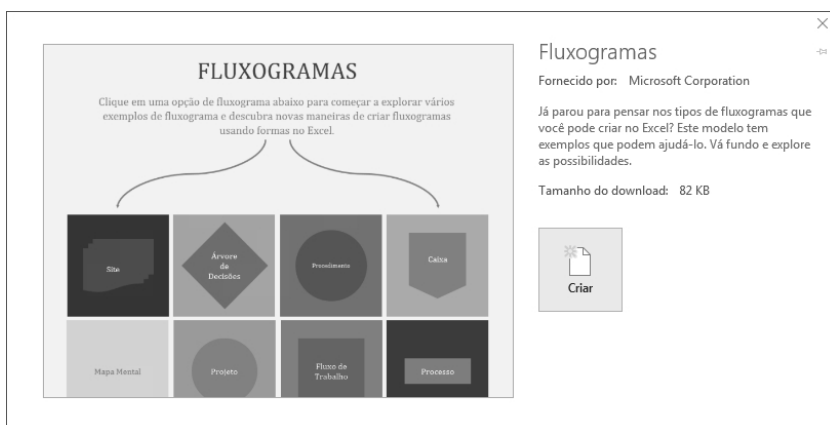 FLUXOGRAMAS
Clique em uma opção de fluxograma abaixo para começar a explorar vários
exemplos de fluxograma e descubra novas maneiras de criar fluxogramas
usando formas no Excel.
Site
Árvore
de
Decisões
Procedimento
Caixa
Mapa Mental
Projeto
Fluxo de
Trabalho
Processo
Fluxogramas
Fornecido por: Microsoft Corporation
Já parou para pensar nos tipos de fluxogramas que
você pode criar no Excel? Este modelo tem
exemplos que podem ajudá-lo. Vá fundo e explore
as possibilidades.
Tamanho do download: 82 KB
Criar